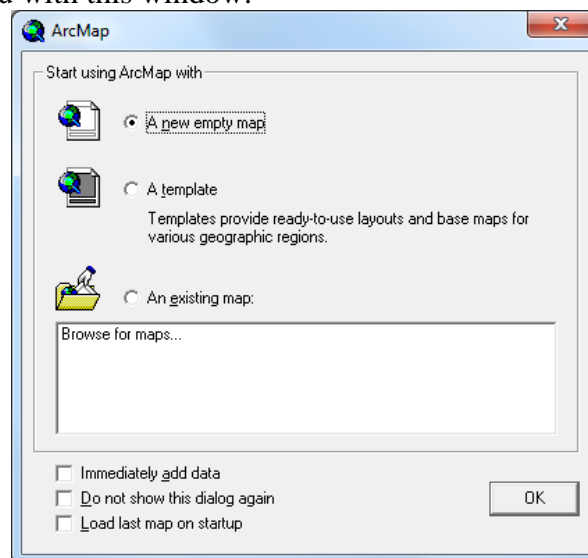 d with this window:
ArcMap
Start using ArcMap with
A new empty map
A template
Templates provide ready-to-use layouts and base maps for
various geographic regions.
An existing map:
Browse for maps...
Immediately add data
Do not show this dialog again
OK
Load last map on startup